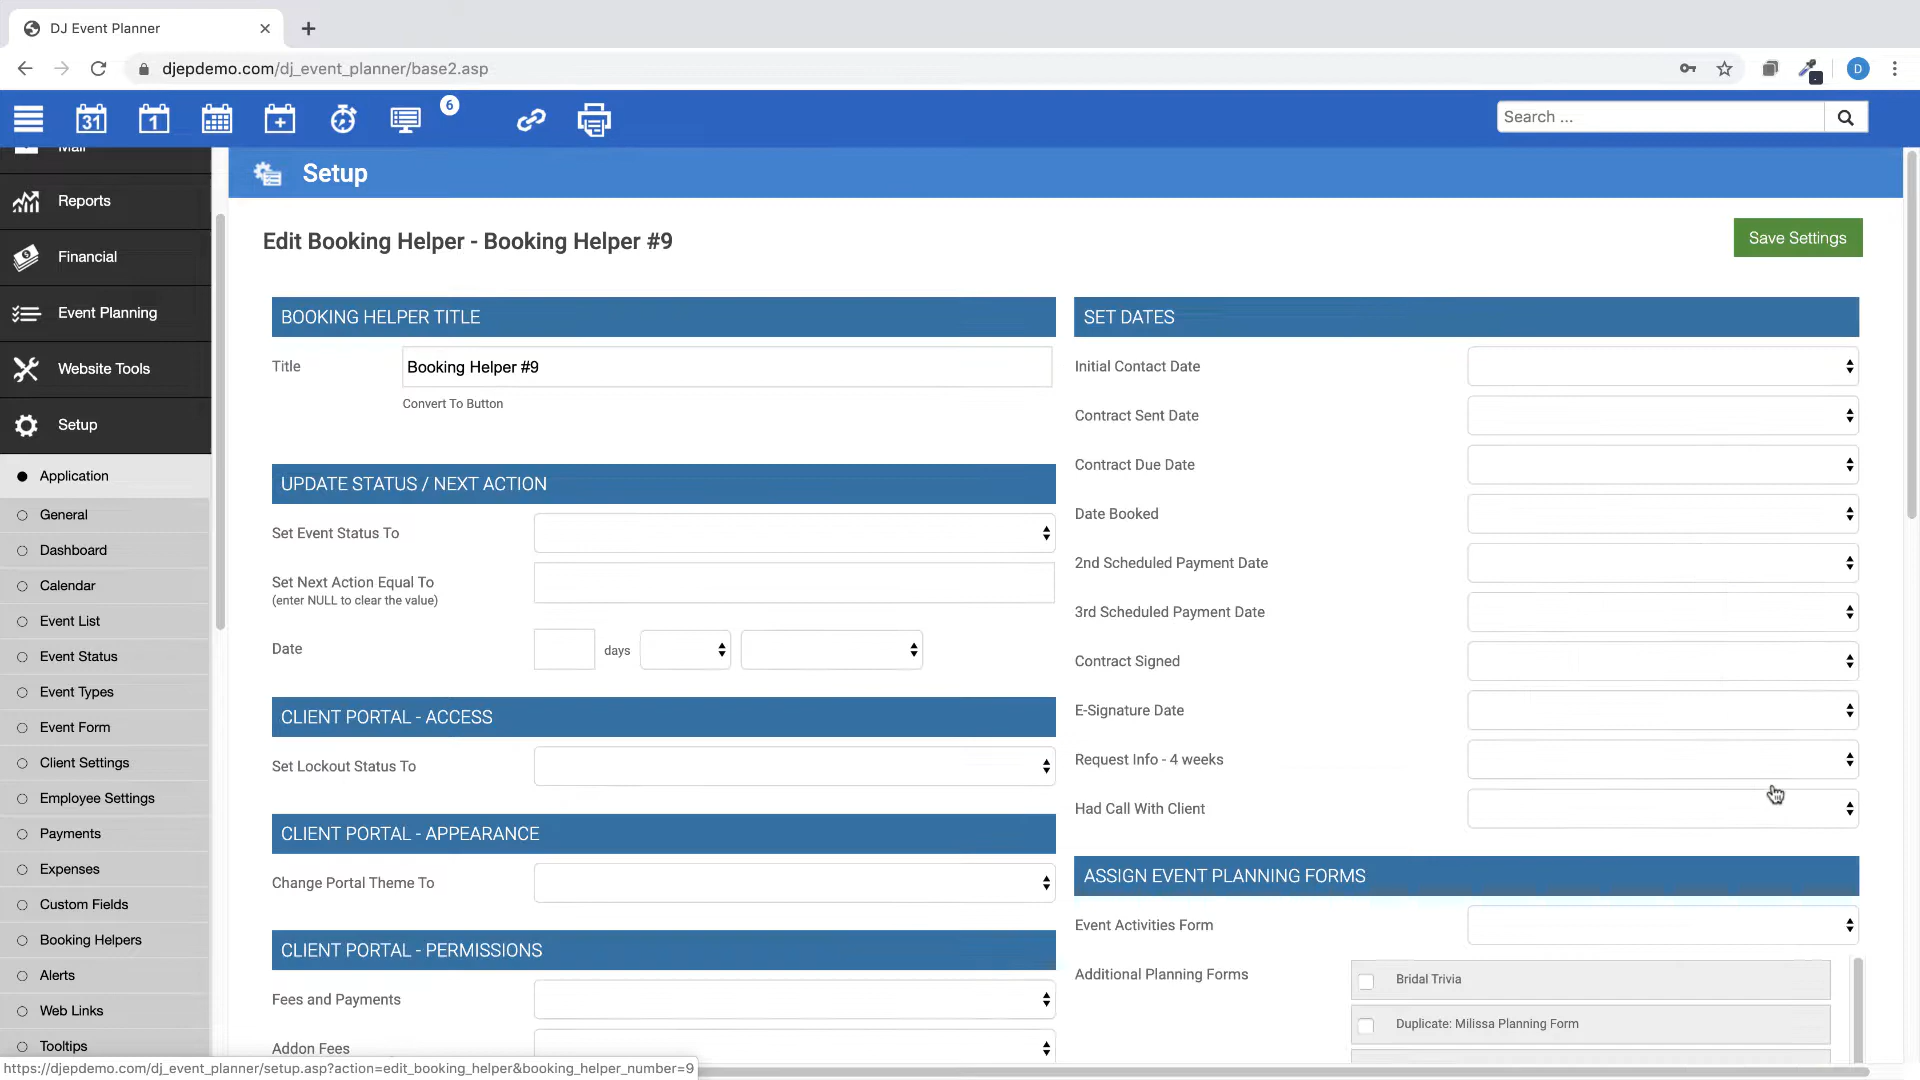 DJ Event Planner
djepdemo.com/dj_event_planner/base2.asp
D
31
1
6
Search ...
Mail
Reports
Financial
Event Planning
Website Tools
Setup
Application
General
Dashboard
Calendar
Event List
Event Status
Event Types
Event Form
Client Settings
Employee Settings
Payments
Expenses
Custom Fields
Booking Helpers
Alerts
Web Links
Tooltips
Setup
Edit Booking Helper - Booking Helper #9
Save Settings
BOOKING HELPER TITLE
Title
Booking Helper #9
Convert To Button
UPDATE STATUS / NEXT ACTION
Set Event Status To
Set Next Action Equal To
(enter NULL to clear the value)
Date
days
CLIENT PORTAL - ACCESS
Set Lockout Status To
CLIENT PORTAL - APPEARANCE
Change Portal Theme To
CLIENT PORTAL - PERMISSIONS
Fees and Payments
Addon Fees
SET DATES
Initial Contact Date
Contract Sent Date
Contract Due Date
Date Booked
2nd Scheduled Payment Date
3rd Scheduled Payment Date
Contract Signed
E-Signature Date
Request Info - 4 weeks
Had Call With Client
ASSIGN EVENT PLANNING FORMS
Event Activities Form
Additional Planning Forms
Bridal Trivia
Duplicate: Milissa Planning Form
https://djepdemo.com/dj_event_planner/setup.asp?action=edit_booking_helper&booking_helper_number=9